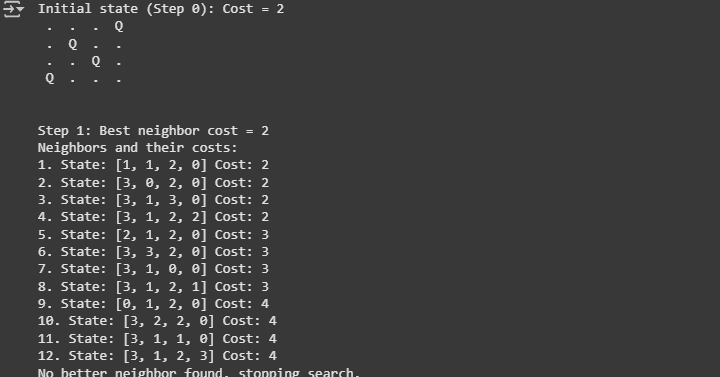 Initial state (Step 0): Cost = 2
. . . Q
. Q . .
. . Q .
Q . . .
Step 1: Best neighbor cost = 2
Neighbors and their costs:
1. State: [1, 1, 2, 0] Cost: 2
2. State: [3, 0, 2, 0] Cost: 2
3. State: [3, 1, 3, 0] Cost: 2
4. State: [3, 1, 2, 2] Cost: 2
5. State: [2, 1, 2, 0] Cost: 3
6. State: [3, 3, 2, 0] Cost: 3
7. State: [3, 1, 0, 0] Cost: 3
8. State: [3, 1, 2, 1] Cost: 3
9. State: [0, 1, 2, 0] Cost: 4
10. State: [3, 2, 2, 0] Cost: 4
11. State: [3, 1, 1, 0] Cost: 4
12. State: [3, 1, 2, 3] Cost: 4
No better neighbor found, stopping search.